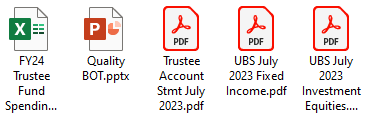 FY24
Trustee
Fund
Spendin...
Quality
BOT.pptx
PDF
Trustee
Account
Stmt July
2023.pdf
PDF
UBS July
2023 Fixed
Income.pdf
PDF
UBS July
2023
Investment
Equities....